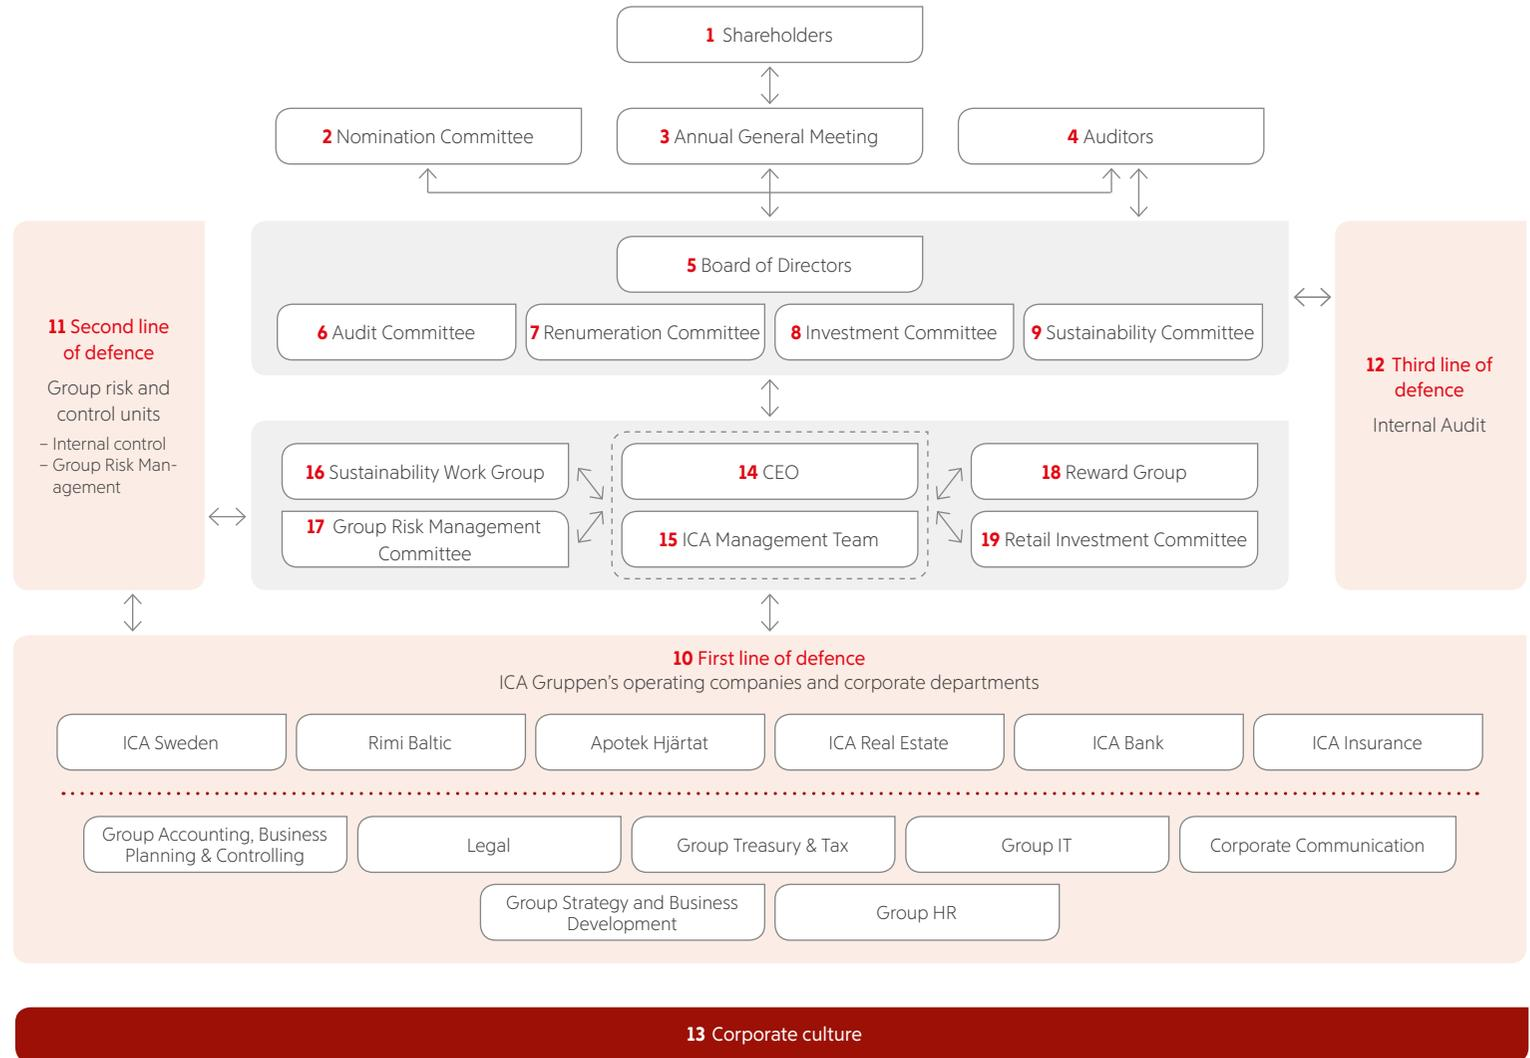 1 Shareholders
2 Nomination Committee
3 Annual General Meeting
4 Auditors
5 Board of Directors
6 Audit Committee
7 Renumeration Committee
8 Investment Committee
9 Sustainability Committee
11 Second line
of defence
Group risk and
control units
– Internal control
– Group Risk Man-
agement
12 Third line of
defence
Internal Audit
16 Sustainability Work Group
14 CEO
18 Reward Group
17 Group Risk Management
Committee
15 ICA Management Team
19 Retail Investment Committee
10 First line of defence
ICA Gruppen’s operating companies and corporate departments
ICA Sweden
Rimi Baltic
Apotek Hjärtat
ICA Real Estate
ICA Bank
ICA Insurance
Group Accounting, Business
Planning & Controlling
Legal
Group Treasury & Tax
Group IT
Corporate Communication
Group Strategy and Business
Development
Group HR
13 Corporate culture